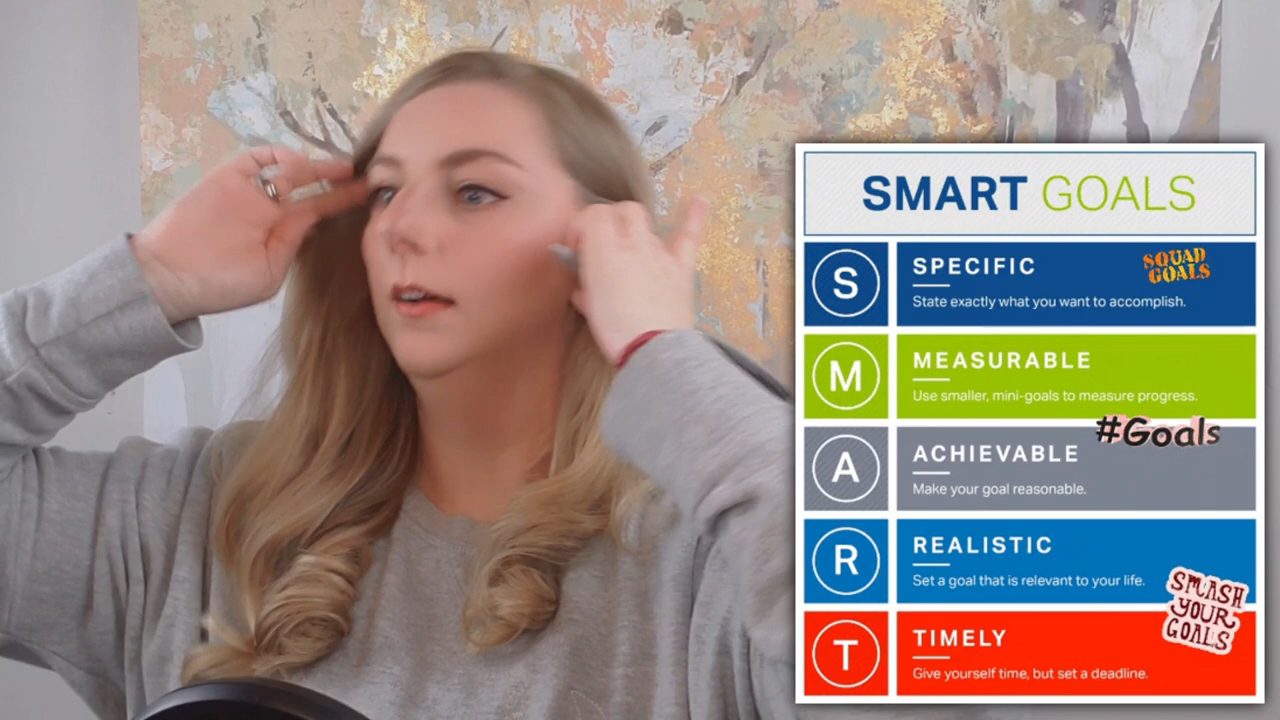 SMART GOALS
S
SPECIFIC
SQUAD
GOALS
State exactly what you want to accomplish.
M
MEASURABLE
Use smaller, mini-goals to measure progress.
#Goals
A
ACHIEVABLE
Make your goal reasonable.
R
REALISTIC
Set a goal that is relevant to your life.
SMASH
YOUR
GOALS
T
TIMELY
Give yourself time, but set a deadline.